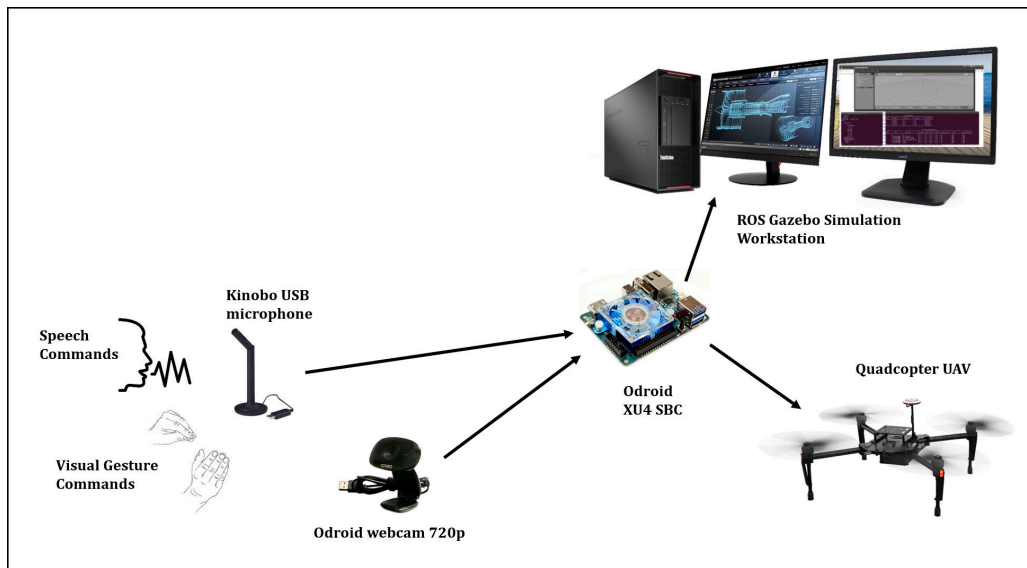 ROS Gazebo Simulation
Workstation
Kinobo USB
microphone
Speech
Commands
Odroid
XU4 SBC
Quadcopter UAV
Visual Gesture
Commands
Odroid webcam 720p